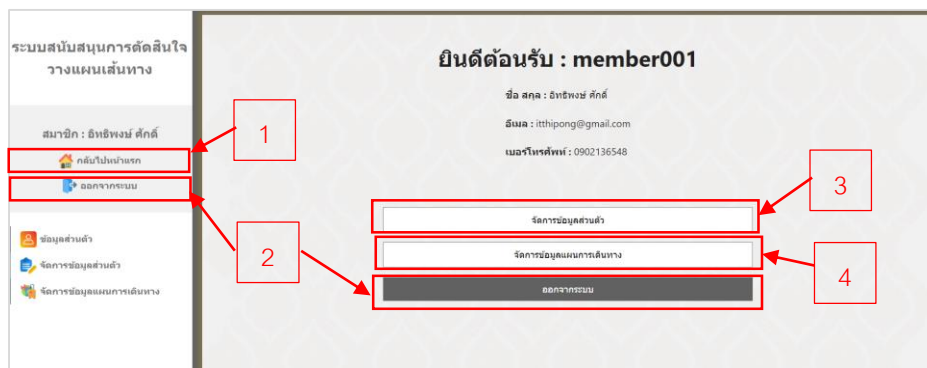 ระบบสนับสนุนการตัดสินใจ
วางแผนเส้นทาง
สมาชิก : อิทธิพงษ์ ศักดิ์
กลับไปหน้าแรก
ออกจากระบบ
ข้อมูลส่วนตัว
จัดการข้อมูลส่วนตัว
จัดการข้อมูลแผนการเดินทาง
1
2
ยินดีต้อนรับ : member001
ชื่อ สกุล : อิทธิพงษ์ ศักดิ์
อีเมล : itthipong@gmail.com
เบอร์โทรศัพท์ : 0902136548
จัดการข้อมูลส่วนตัว
จัดการข้อมูลแผนการเดินทาง
ออกจากระบบ
3
4